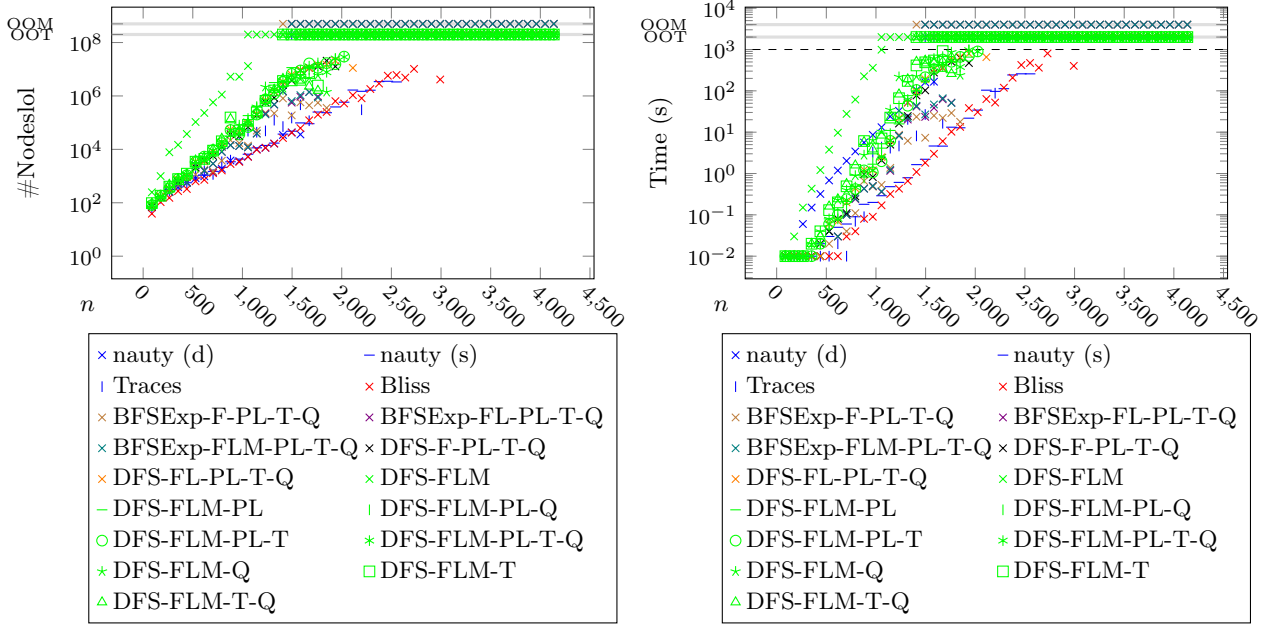 OOM
OOT
10^8
10^6
10^4
10^2
10^0
#Nodeslol
n
0
500
1,000
1,500
2,000
2,500
3,000
3,500
4,000
4,500
× nauty (d) − nauty (s)
| Traces × Bliss
× BFSExp-F-PL-T-Q × BFSExp-FL-PL-T-Q
× BFSExp-FLM-PL-T-Q × DFS-F-PL-T-Q
× DFS-FL-PL-T-Q × DFS-FLM
− DFS-FLM-PL | DFS-FLM-PL-Q
○ DFS-FLM-PL-T ∗ DFS-FLM-PL-T-Q
⋆ DFS-FLM-Q □ DFS-FLM-T
△ DFS-FLM-T-Q
10^4
OOM
OOT
10^3
10^2
10^1
10^0
10^−1
10^−2
Time (s)
n
0
500
1,000
1,500
2,000
2,500
3,000
3,500
4,000
4,500
× nauty (d) − nauty (s)
| Traces × Bliss
× BFSExp-F-PL-T-Q × BFSExp-FL-PL-T-Q
× BFSExp-FLM-PL-T-Q × DFS-F-PL-T-Q
× DFS-FL-PL-T-Q × DFS-FLM
− DFS-FLM-PL | DFS-FLM-PL-Q
○ DFS-FLM-PL-T ∗ DFS-FLM-PL-T-Q
⋆ DFS-FLM-Q □ DFS-FLM-T
△ DFS-FLM-T-Q